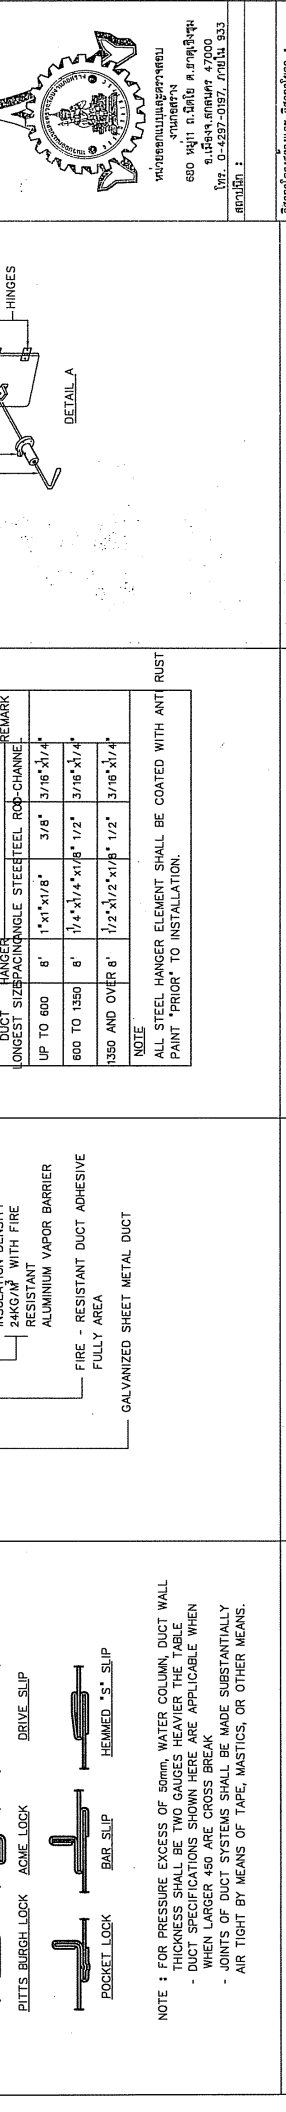 PITTS BURGH LOCK
ACME LOCK
DRIVE SLIP
POCKET LOCK
BAR SLIP
HEMMED "S" SLIP
NOTE : FOR PRESSURE EXCESS OF 50mm, WATER COLUMN, DUCT WALL
THICKNESS SHALL BE TWO GAUGES HEAVIER THE TABLE
- DUCT SPECIFICATIONS SHOWN HERE ARE APPLICABLE WHEN
WHEN LARGER 450 ARE CROSS BREAK
- JOINTS OF DUCT SYSTEMS SHALL BE MADE SUBSTANTIALLY
AIR TIGHT BY MEANS OF TAPE, MASTICS, OR OTHER MEANS.
INSULATION DENSITY
24KG/M³ WITH FIRE
RESISTANT
ALUMINIUM VAPOR BARRIER
FIRE - RESISTANT DUCT ADHESIVE
FULLY AREA
GALVANIZED SHEET METAL DUCT
DUCT HANGER REMARK
LONGEST SIZE SPACING ANGLE STEEL STEEL ROD CHANNEL
UP TO 600 8' 1"x1"x1/8" 3/8" 3/16"x1/4"
600 TO 1350 8' 1/4"x1/4"x1/8" 1/2" 3/16"x1/4"
1350 AND OVER 8' 1/2"x1/2"x1/8" 1/2" 3/16"x1/4"
NOTE
ALL STEEL HANGER ELEMENT SHALL BE COATED WITH ANTI RUST
PAINT "PRIOR" TO INSTALLATION.
HINGES
DETAIL A
หน่วยออกแบบและตรวจสอบ
งานก่อสร้าง
680 หมู่11 ถ.นิตโย ต.ธาตุเชิงชุม
อ.เมืองจ.สกลนคร 47000
โทร. 0-4297-0197, ภายใน 933
สถาปนิก :